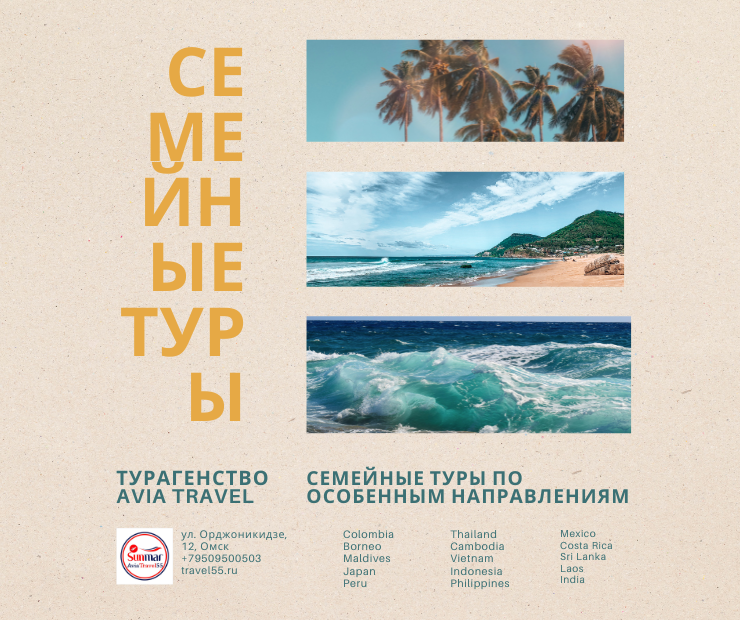 СЕ
МЕ
ЙН
ЫЕ
ТУР
Ы
ТУРАГЕНСТВО
AVIA TRAVEL
СЕМЕЙНЫЕ ТУРЫ ПО
ОСОБЕННЫМ НАПРАВЛЕНИЯМ
Sunmar
AviaTravel55
ул. Орджоникидзе,
12, Омск
+79509500503
travel55.ru
Colombia
Borneo
Maldives
Japan
Peru
Thailand
Cambodia
Vietnam
Indonesia
Philippines
Mexico
Costa Rica
Sri Lanka
Laos
India